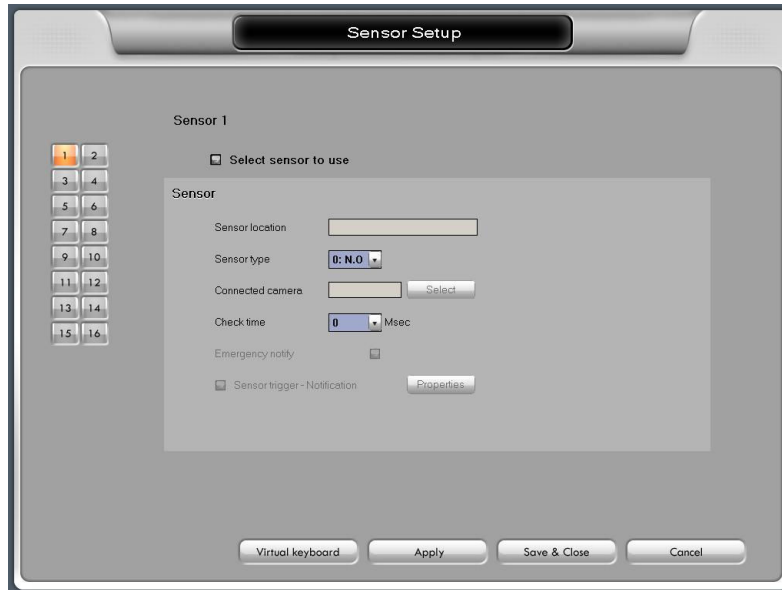 Sensor Setup
Sensor 1
Select sensor to use
1 2
3 4
5 6
7 8
9 10
11 12
13 14
15 16
Sensor
Sensor location
Sensor type 0: N.O
Connected camera Select
Check time 0 Msec
Emergency notify
Sensor trigger - Notification Properties
Virtual keyboard Apply Save & Close Cancel